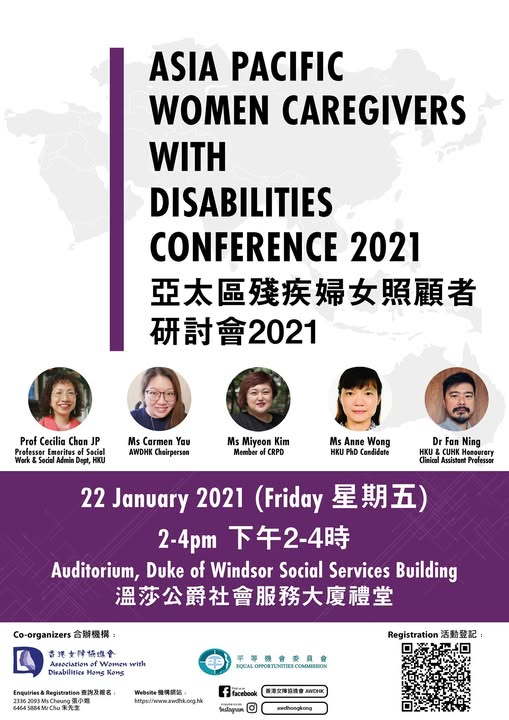 ASIA PACIFIC
WOMEN CAREGIVERS
WITH
DISABILITIES
CONFERENCE 2021
亞太區殘疾婦女照顧者
研討會2021
Prof Cecilia Chan JP
Professor Emeritus of Social
Work & Social Admin Dept, HKU
Ms Carmen Yau
AWDHK Chairperson
Ms Miyeon Kim
Member of CRPD
Ms Anne Wong
HKU PhD Candidate
Dr Fan Ning
HKU & CUHK Honourary
Clinical Assistant Professor
22 January 2021 (Friday 星期五)
2-4pm 下午2-4時
Auditorium, Duke of Windsor Social Services Building
溫莎公爵社會服務大廈禮堂
Co-organizers 合辦機構：
香港女障協進會
Association of Women with
Disabilities Hong Kong
平等機會委員會
EQUAL OPPORTUNITIES COMMISSION
Registration 活動登記：
Enquiries & Registration 查詢及報名：
2336 2093 Ms Cheung 張小姐
6464 5884 Mr Chu 朱先生
Website 機構網站：
https://www.awdhk.org.hk
facebook
香港女障協進會 AWDHK
Instagram
awdhongkong